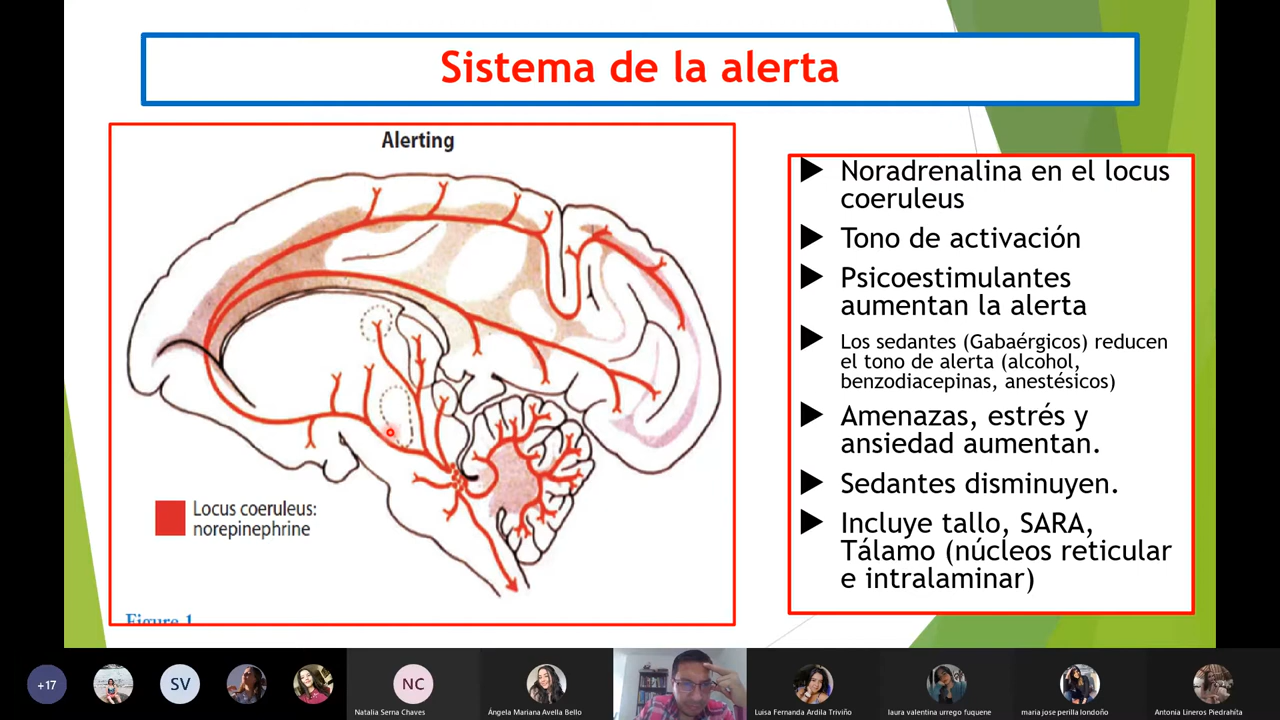 Sistema de la alerta
Alerting
Locus coeruleus:
norepinephrine
Figure 1
Noradrenalina en el locus
coeruleus
Tono de activación
Psicoestimulantes
aumentan la alerta
Los sedantes (Gabaérgicos) reducen
el tono de alerta (alcohol,
benzodiacepinas, anestésicos)
Amenazas, estrés y
ansiedad aumentan.
Sedantes disminuyen.
Incluye tallo, SARA,
Tálamo (núcleos reticular
e intralaminar)
+17
SV
NC
Natalia Serna Chaves
Ángela Mariana Avella Bello
Luisa Fernanda Ardila Triviño
laura valentina urrego fuquene
maria jose perilla londoño
Antonia Lineros Piedrahíta